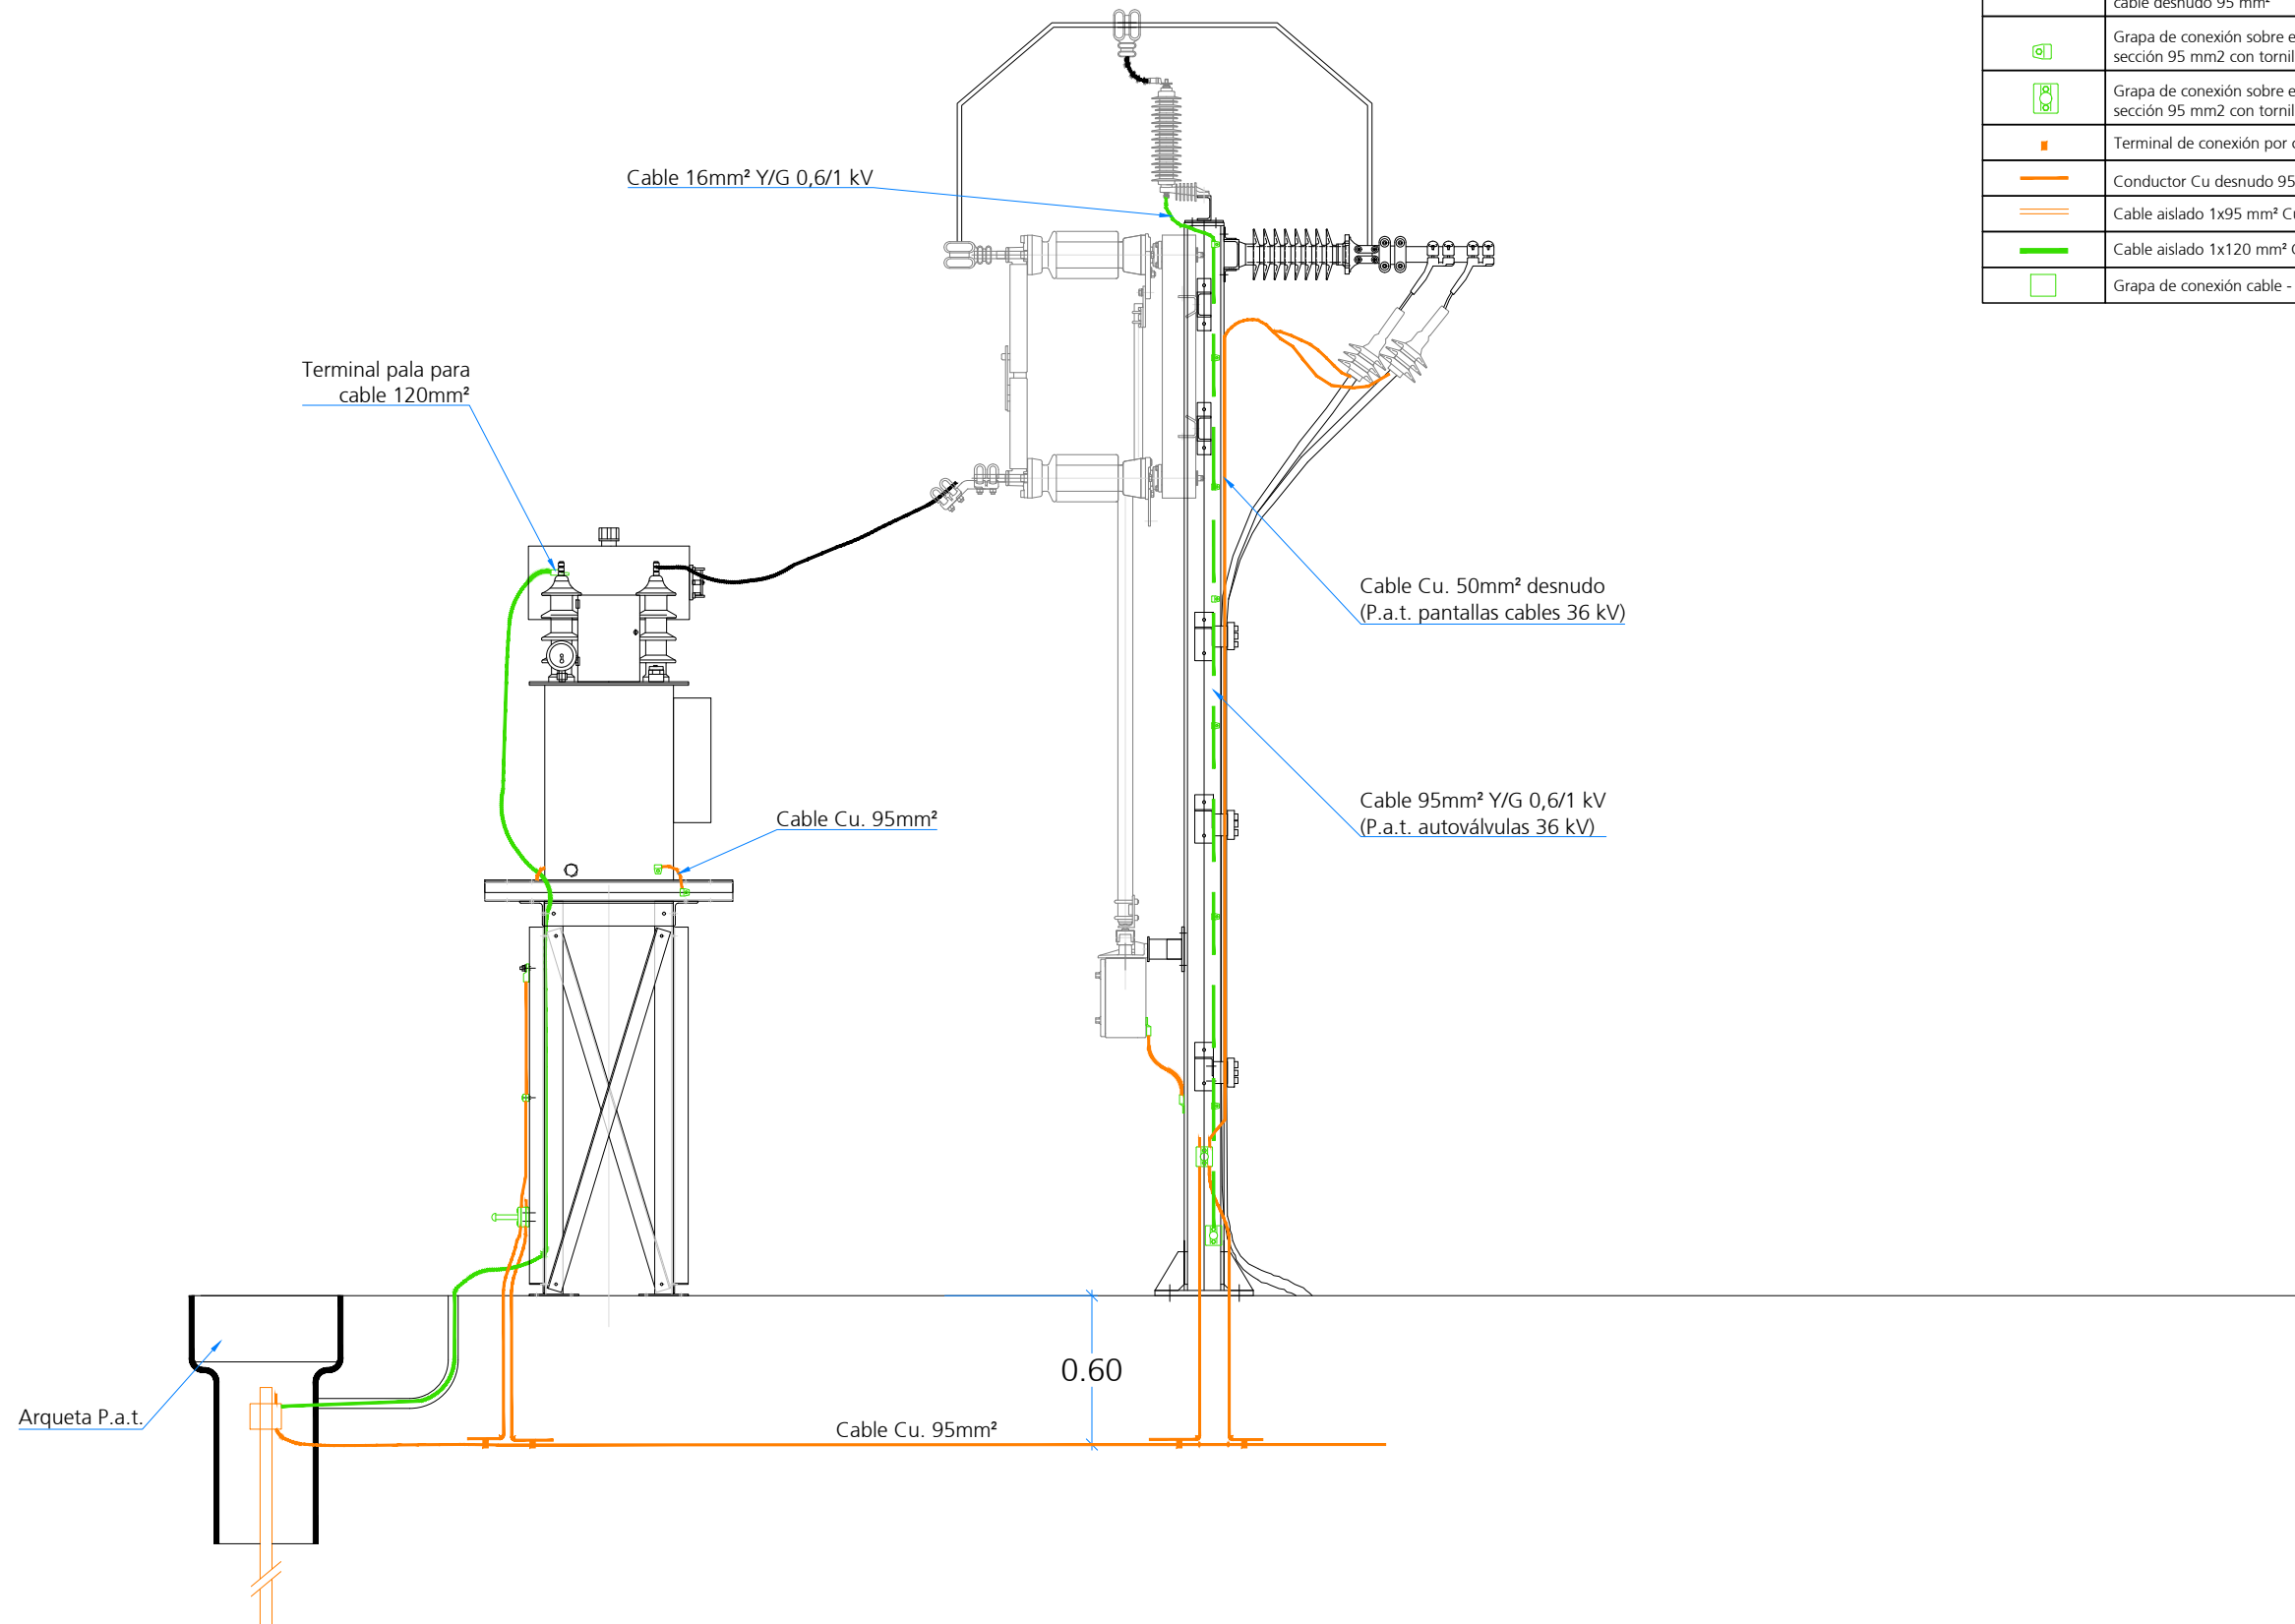 cable desnudo 95 mm²
Grapa de conexión sobre e
sección 95 mm2 con tornil
Grapa de conexión sobre e
sección 95 mm2 con tornil
Terminal de conexión por
Conductor Cu desnudo 95
Cable aislado 1x95 mm² Cu
Cable aislado 1x120 mm²
Grapa de conexión cable -
Cable 16mm² Y/G 0,6/1 kV
Terminal pala para
cable 120mm²
Cable Cu. 50mm² desnudo
(P.a.t. pantallas cables 36 kV)
Cable 95mm² Y/G 0,6/1 kV
(P.a.t. autoválvulas 36 kV)
Cable Cu. 95mm²
0.60
Arqueta P.a.t.
Cable Cu. 95mm²